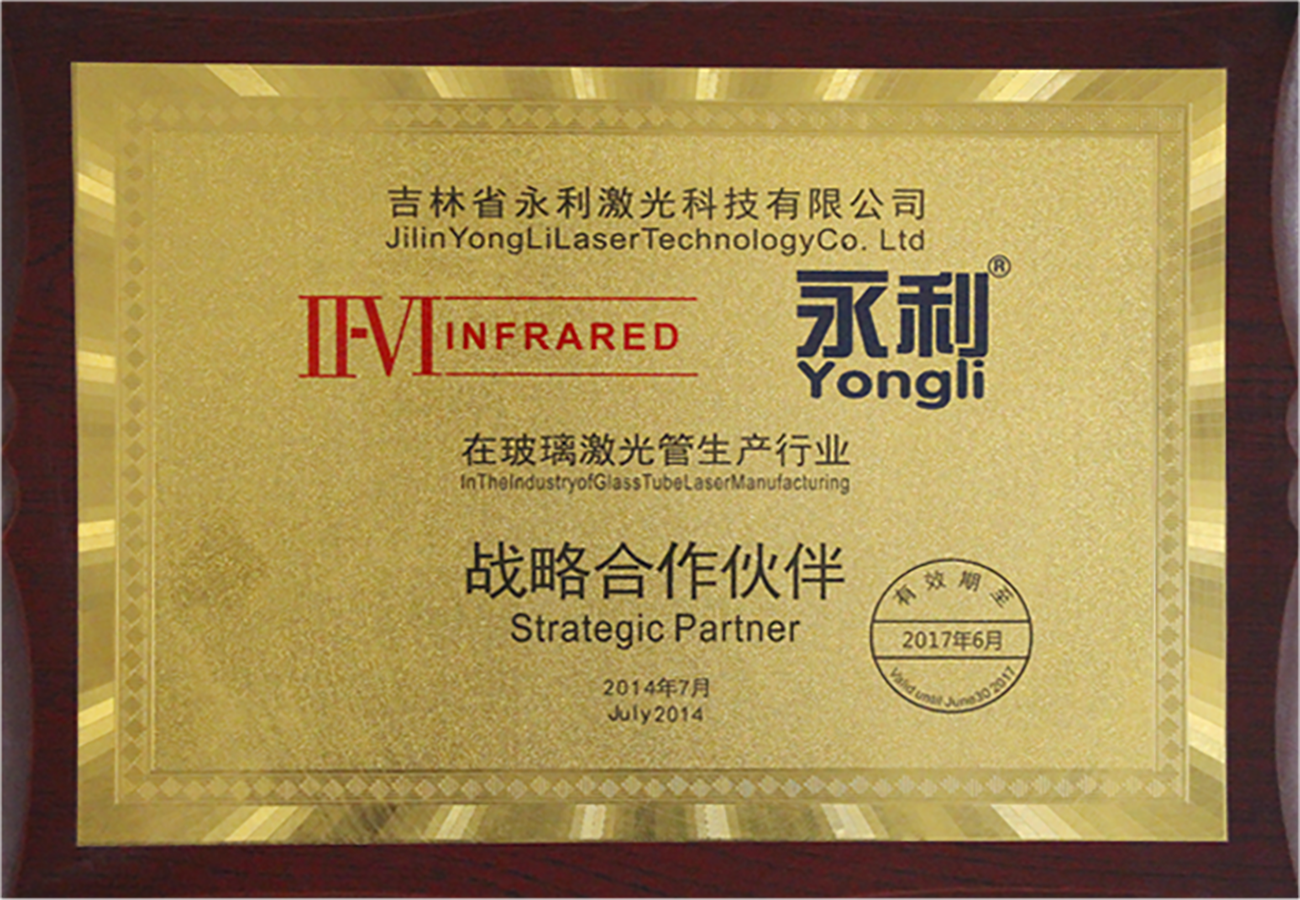 吉林省永利激光科技有限公司
JilinYongLiLaserTechnologyCo. Ltd
II-VI INFRARED
永利®
Yongli
在玻璃激光管生产行业
InTheIndustryofGlassTubeLaserManufacturing
战略合作伙伴
Strategic Partner
2014年7月
July2014
有效期至
2017年6月
Valid until June30 2017